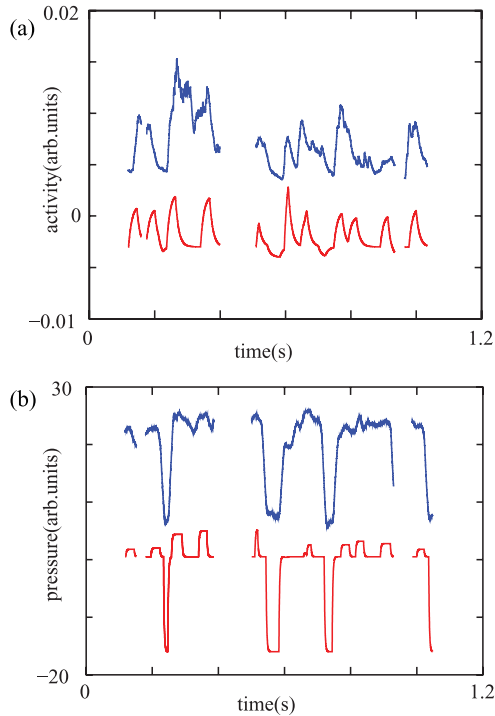 (a)
0.02
activity(arb.units)
0
−0.01
0
1.2
time(s)
(b)
30
pressure(arb.units)
−20
0
1.2
time(s)